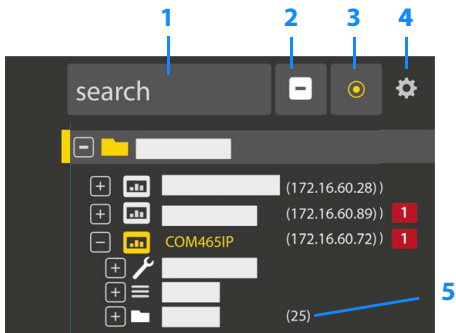 1 2 3 4
search
(172.16.60.28))
(172.16.60.89)) 1
COM465IP (172.16.60.72)) 1
5
(25)